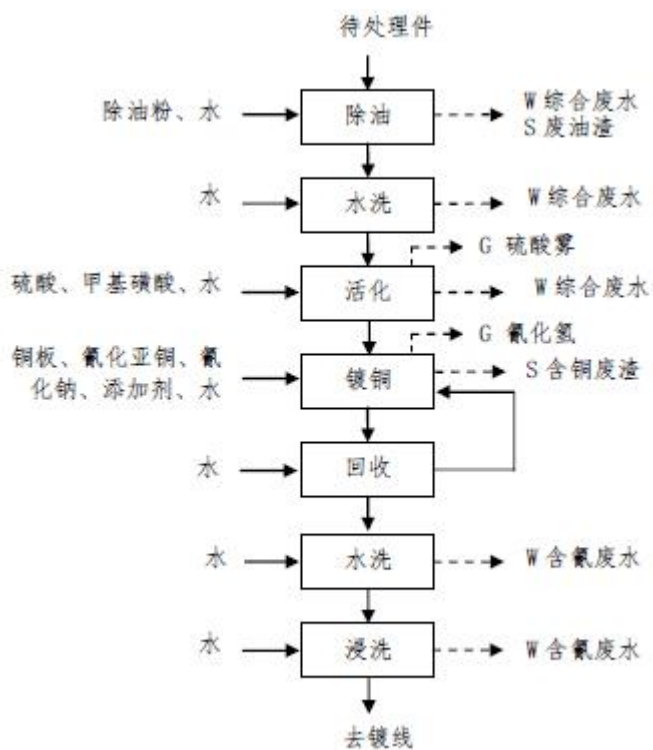 待处理件
除油粉、水
除油
W 综合废水
S 废油渣
水
水洗
W 综合废水
G 硫酸雾
硫酸、甲基磺酸、水
活化
W 综合废水
G 氰化氢
铜板、氰化亚铜、氰
化钠、添加剂、水
镀铜
S 含铜废渣
水
回收
水
水洗
W 含氰废水
水
浸洗
W 含氰废水
去镀线